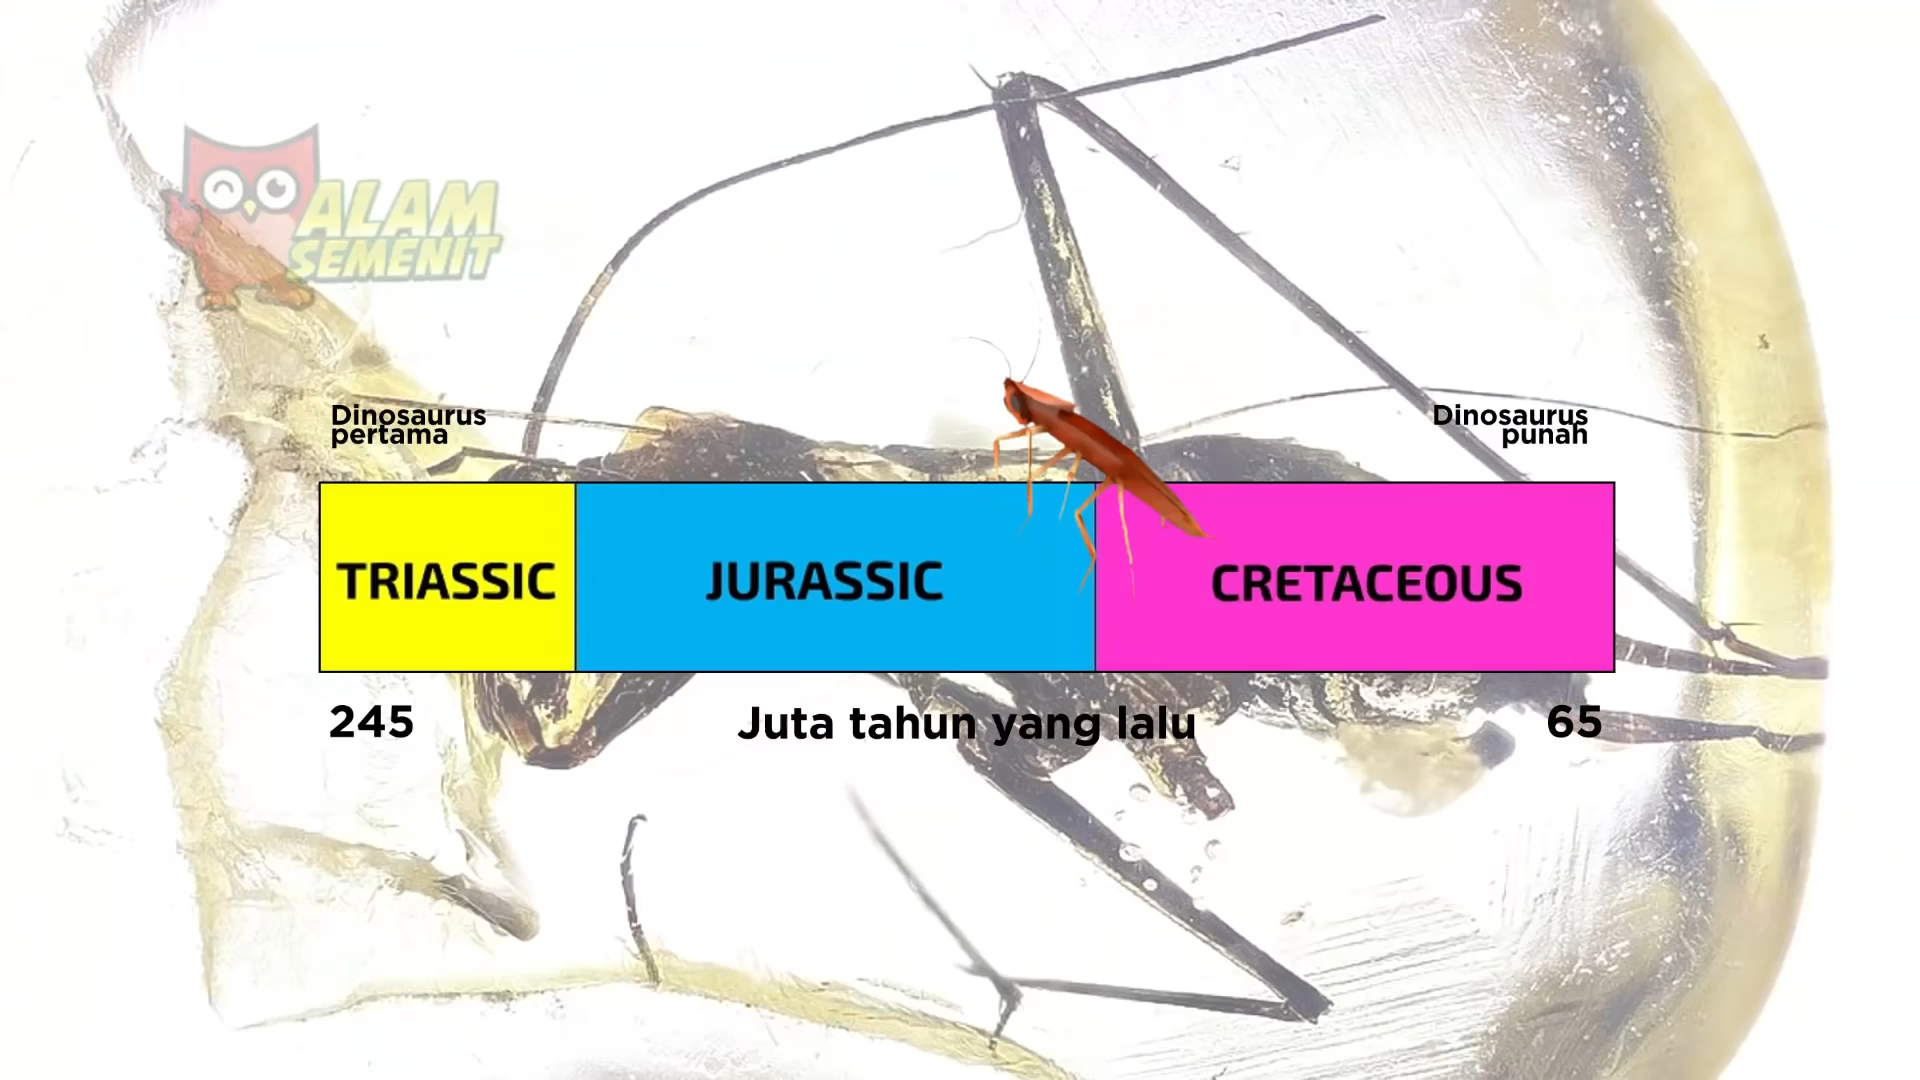 ALAM
SEMENIT
Dinosaurus
pertama
Dinosaurus
punah
TRIASSIC
JURASSIC
CRETACEOUS
245
Juta tahun yang lalu
65